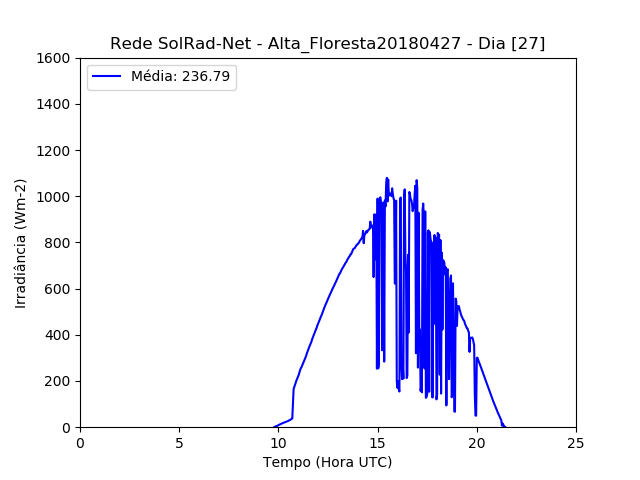 Rede SolRad-Net - Alta_Floresta20180427 - Dia [27]
Média: 236.79
1600
1400
1200
1000
800
600
400
200
0
Irradiância (Wm-2)
0 5 10 15 20 25
Tempo (Hora UTC)